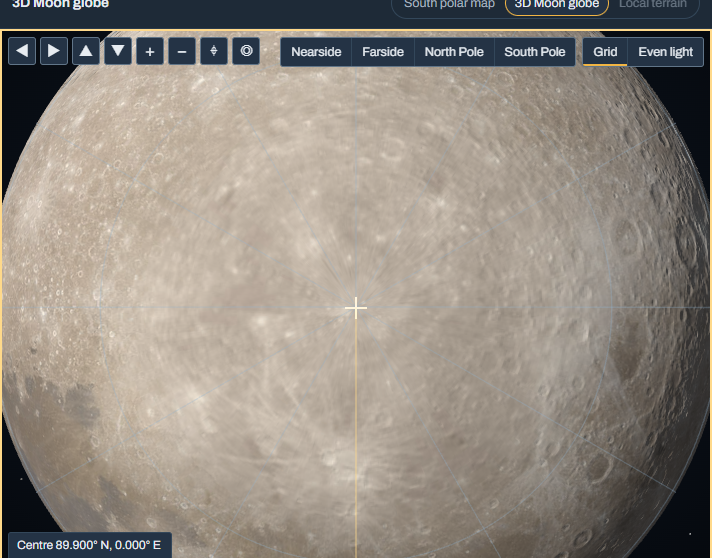 3D Moon globe
South polar map 3D Moon globe Local terrain
+ − Nearside Farside North Pole South Pole Grid Even light
Centre 89.900° N, 0.000° E